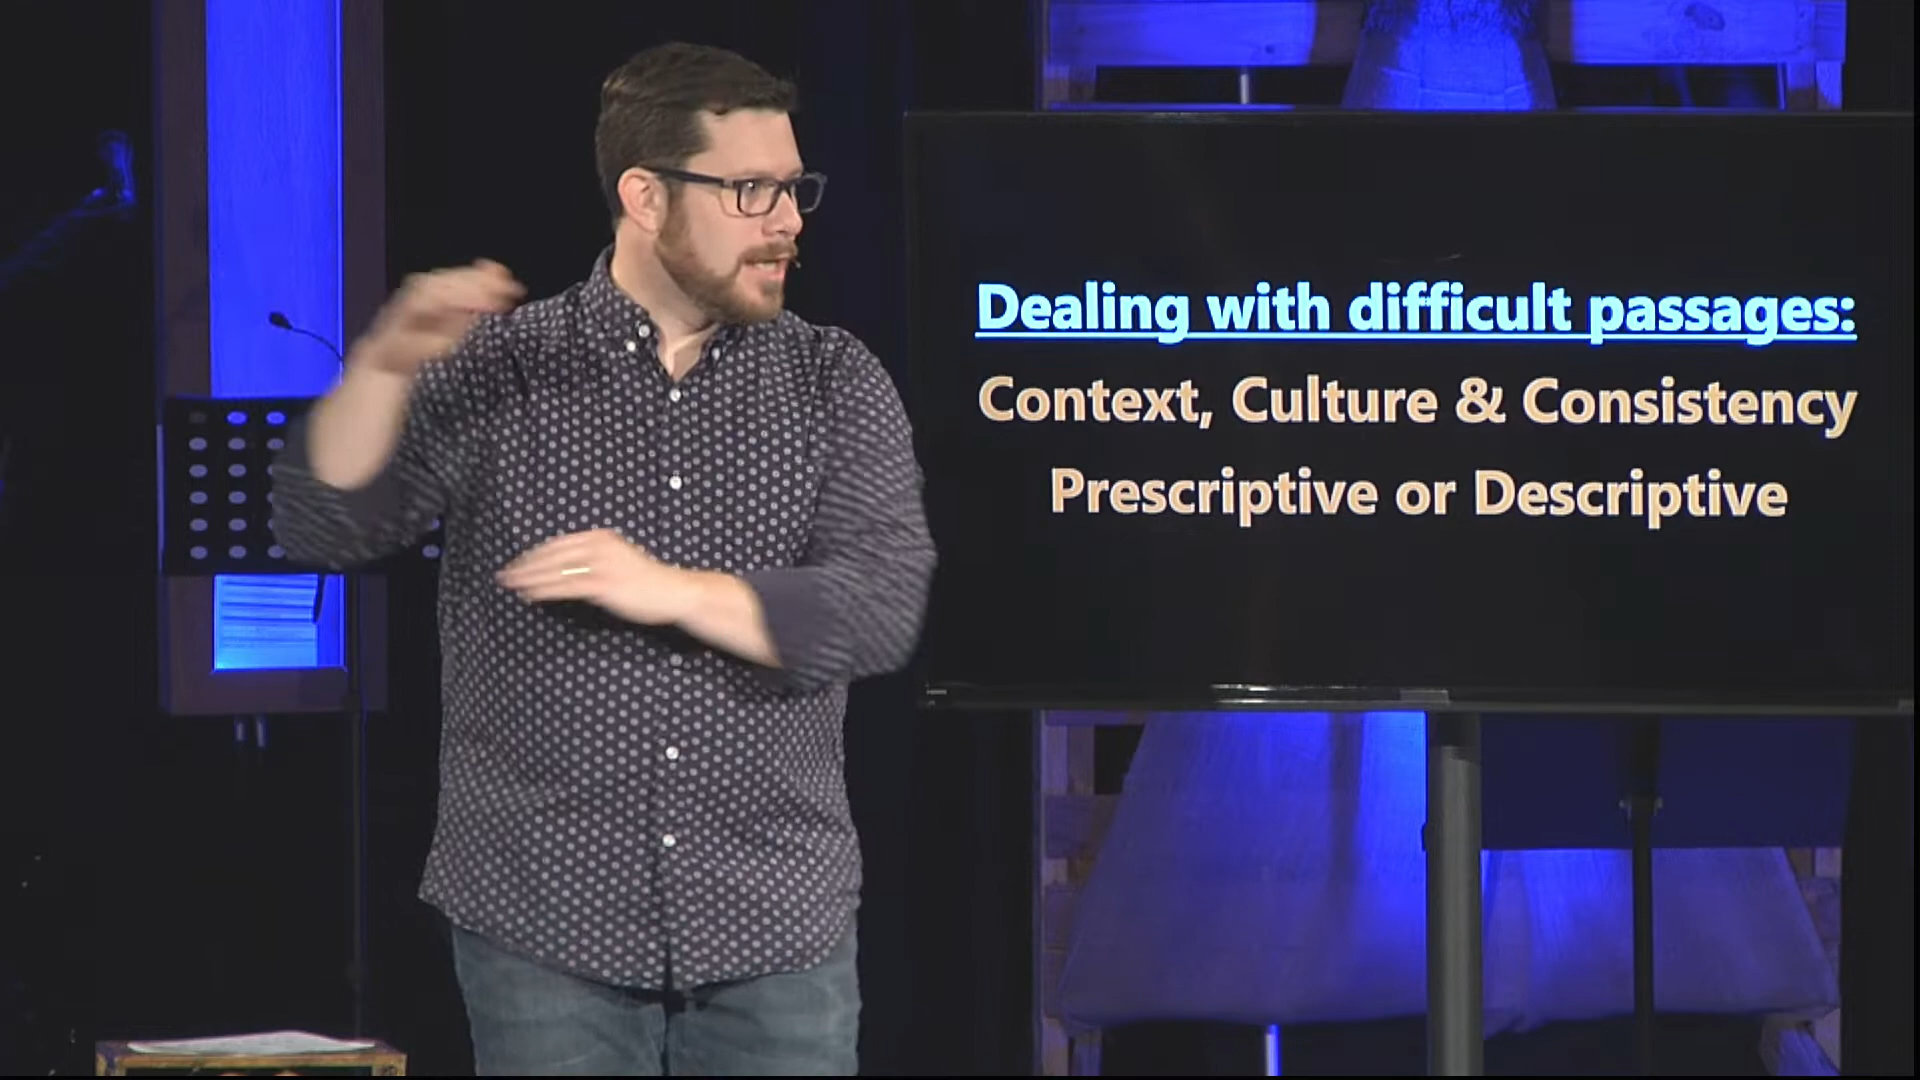 Dealing with difficult passages:
Context, Culture & Consistency
Prescriptive or Descriptive